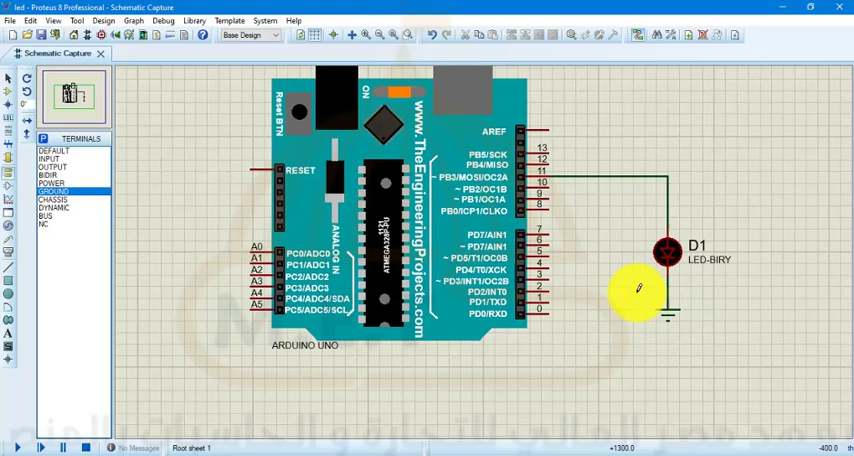 led - Proteus 8 Professional - Schematic Capture
File Edit View Tool Design Graph Debug Library Template System Help
Base Design
Schematic Capture
0°
P TERMINALS
DEFAULT
INPUT
OUTPUT
BIDIR
POWER
GROUND
CHASSIS
DYNAMIC
BUS
NC
Reset BTN
ON
www.TheEngineeringProjects.com
1121
ATMEGA328P-PU
ANALOG IN
RESET
A0 PC0/ADC0
A1 PC1/ADC1
A2 PC2/ADC2
A3 PC3/ADC3
A4 PC4/ADC4/SDA
A5 PC5/ADC5/SCL
AREF
PB5/SCK 13
PB4/MISO 12
~ PB3/MOSI/OC2A 11
~ PB2/OC1B 10
~ PB1/OC1A 9
PB0/ICP1/CLKO 8
PD7/AIN1 7
~ PD7/AIN1 6
~ PD5/T1/OC0B 5
PD4/T0/XCK 4
~ PD3/INT1/OC2B 3
PD2/INT0 2
PD1/TXD 1
PD0/RXD 0
ARDUINO UNO
D1
LED-BIRY
No Messages
Root sheet 1
+1300.0
-400.0
th